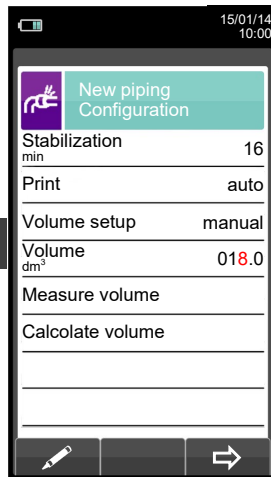 15/01/14
10:00
New piping
Configuration
Stabilization
min
16
Print auto
Volume setup manual
Volume
dm³
018.0
Measure volume
Calcolate volume